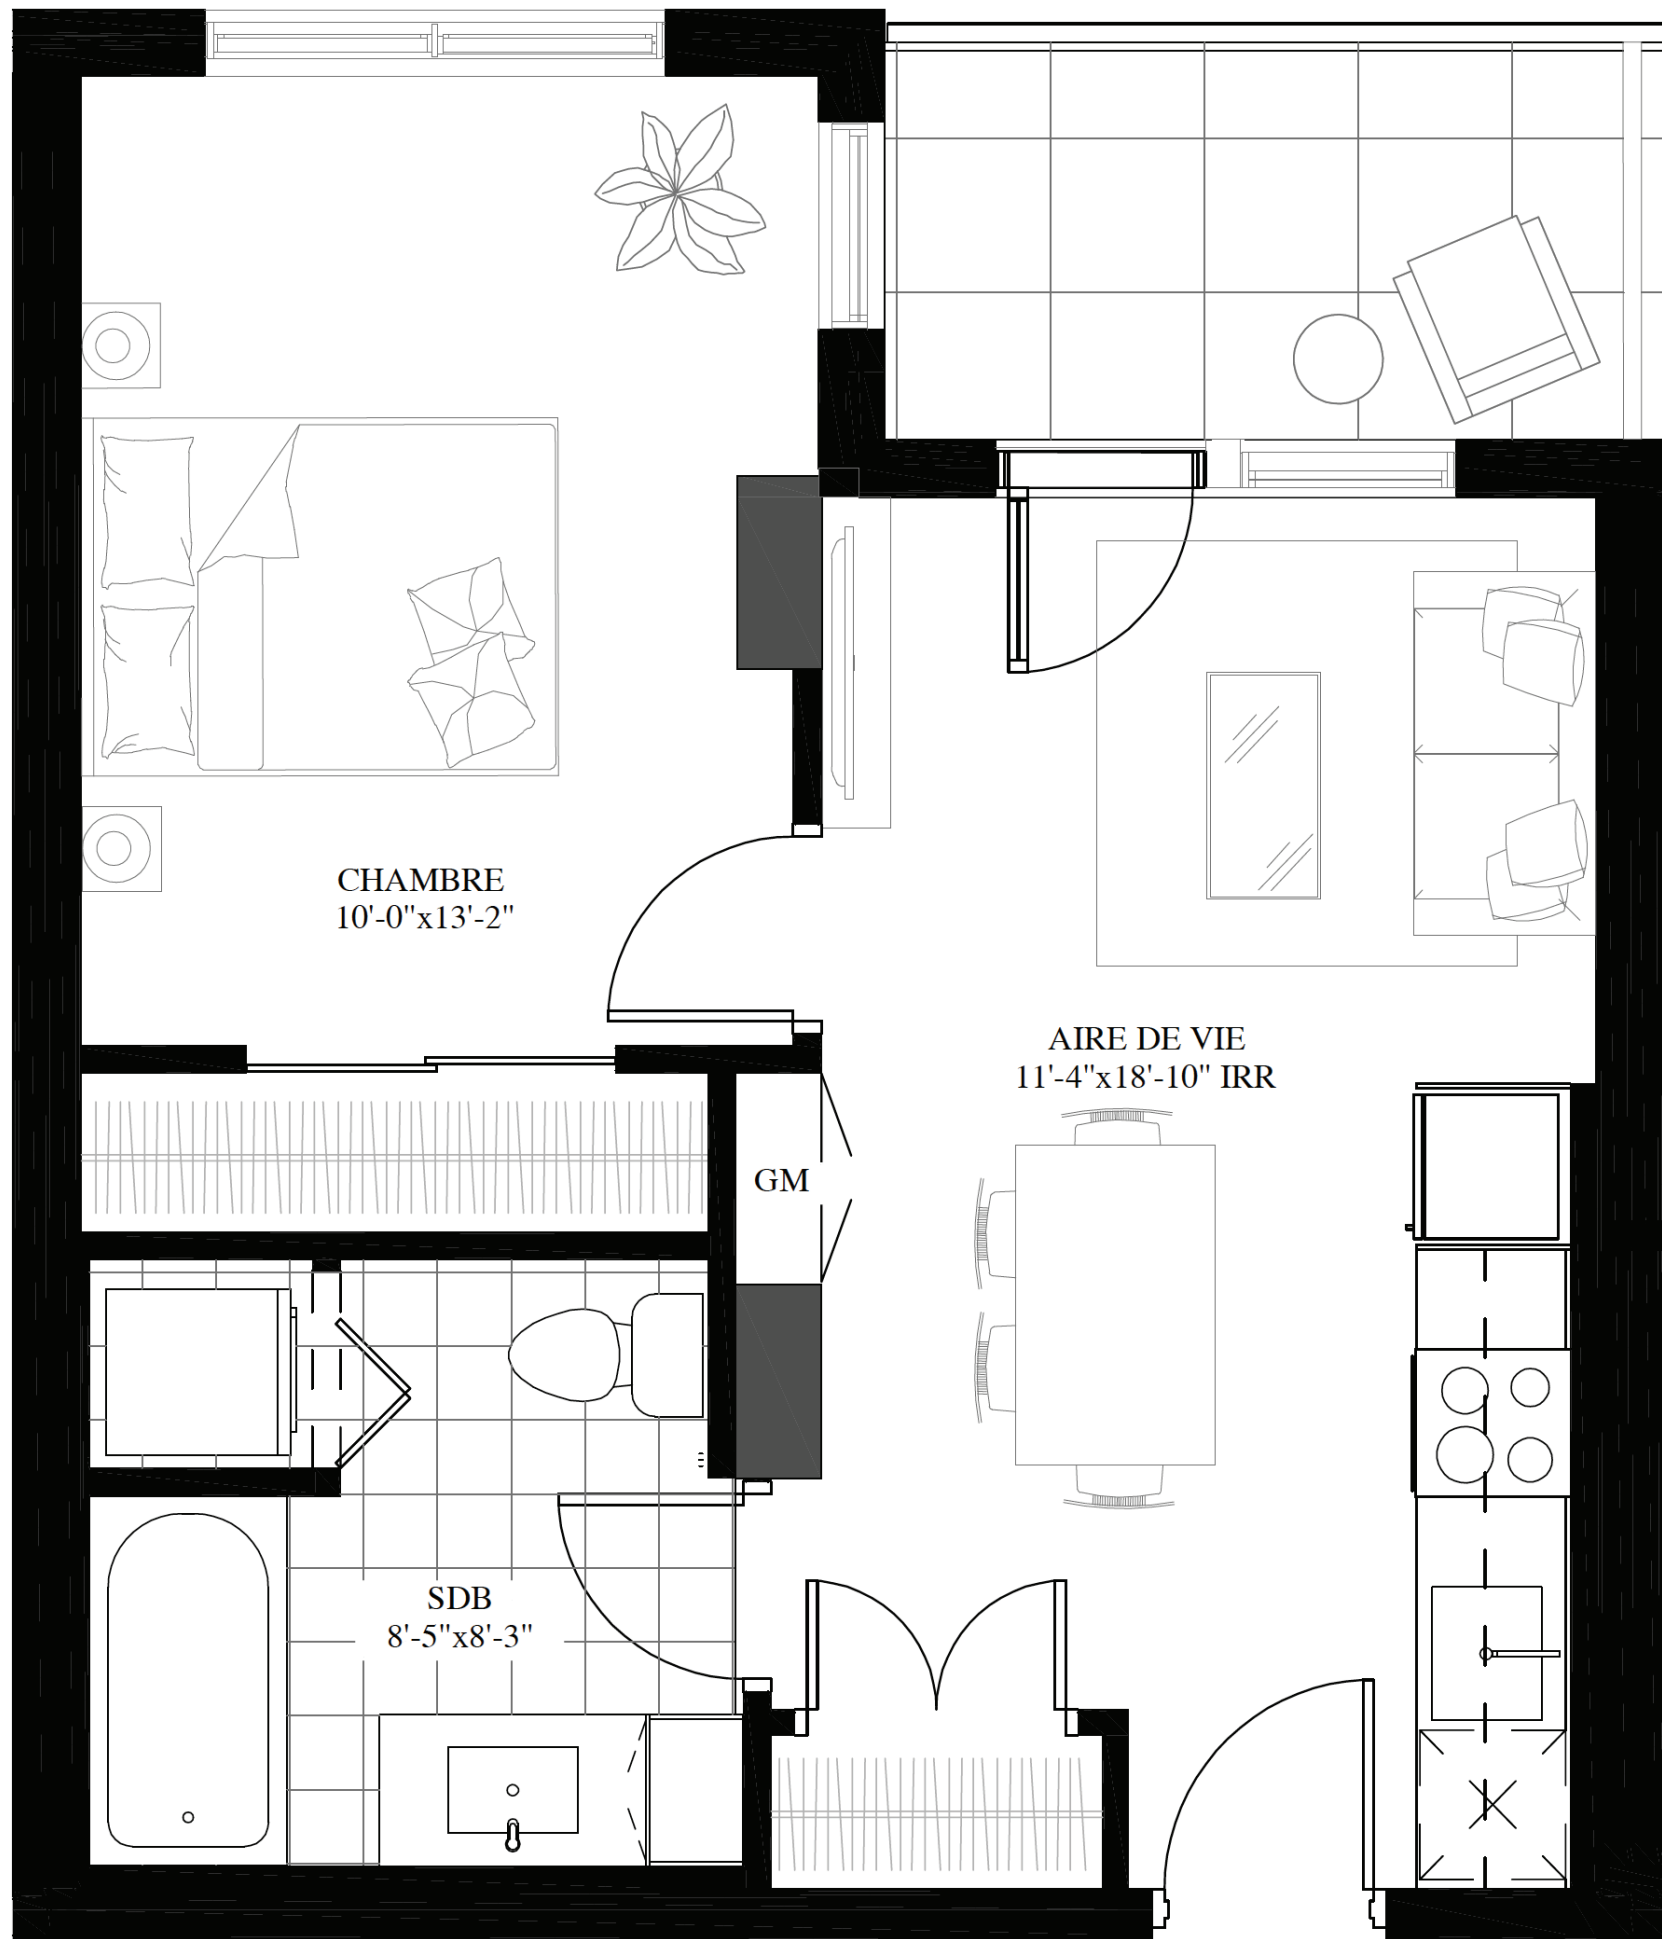 CHAMBRE
10'-0"x13'-2"
AIRE DE VIE
11'-4"x18'-10" IRR
GM
SDB
8'-5"x8'-3"